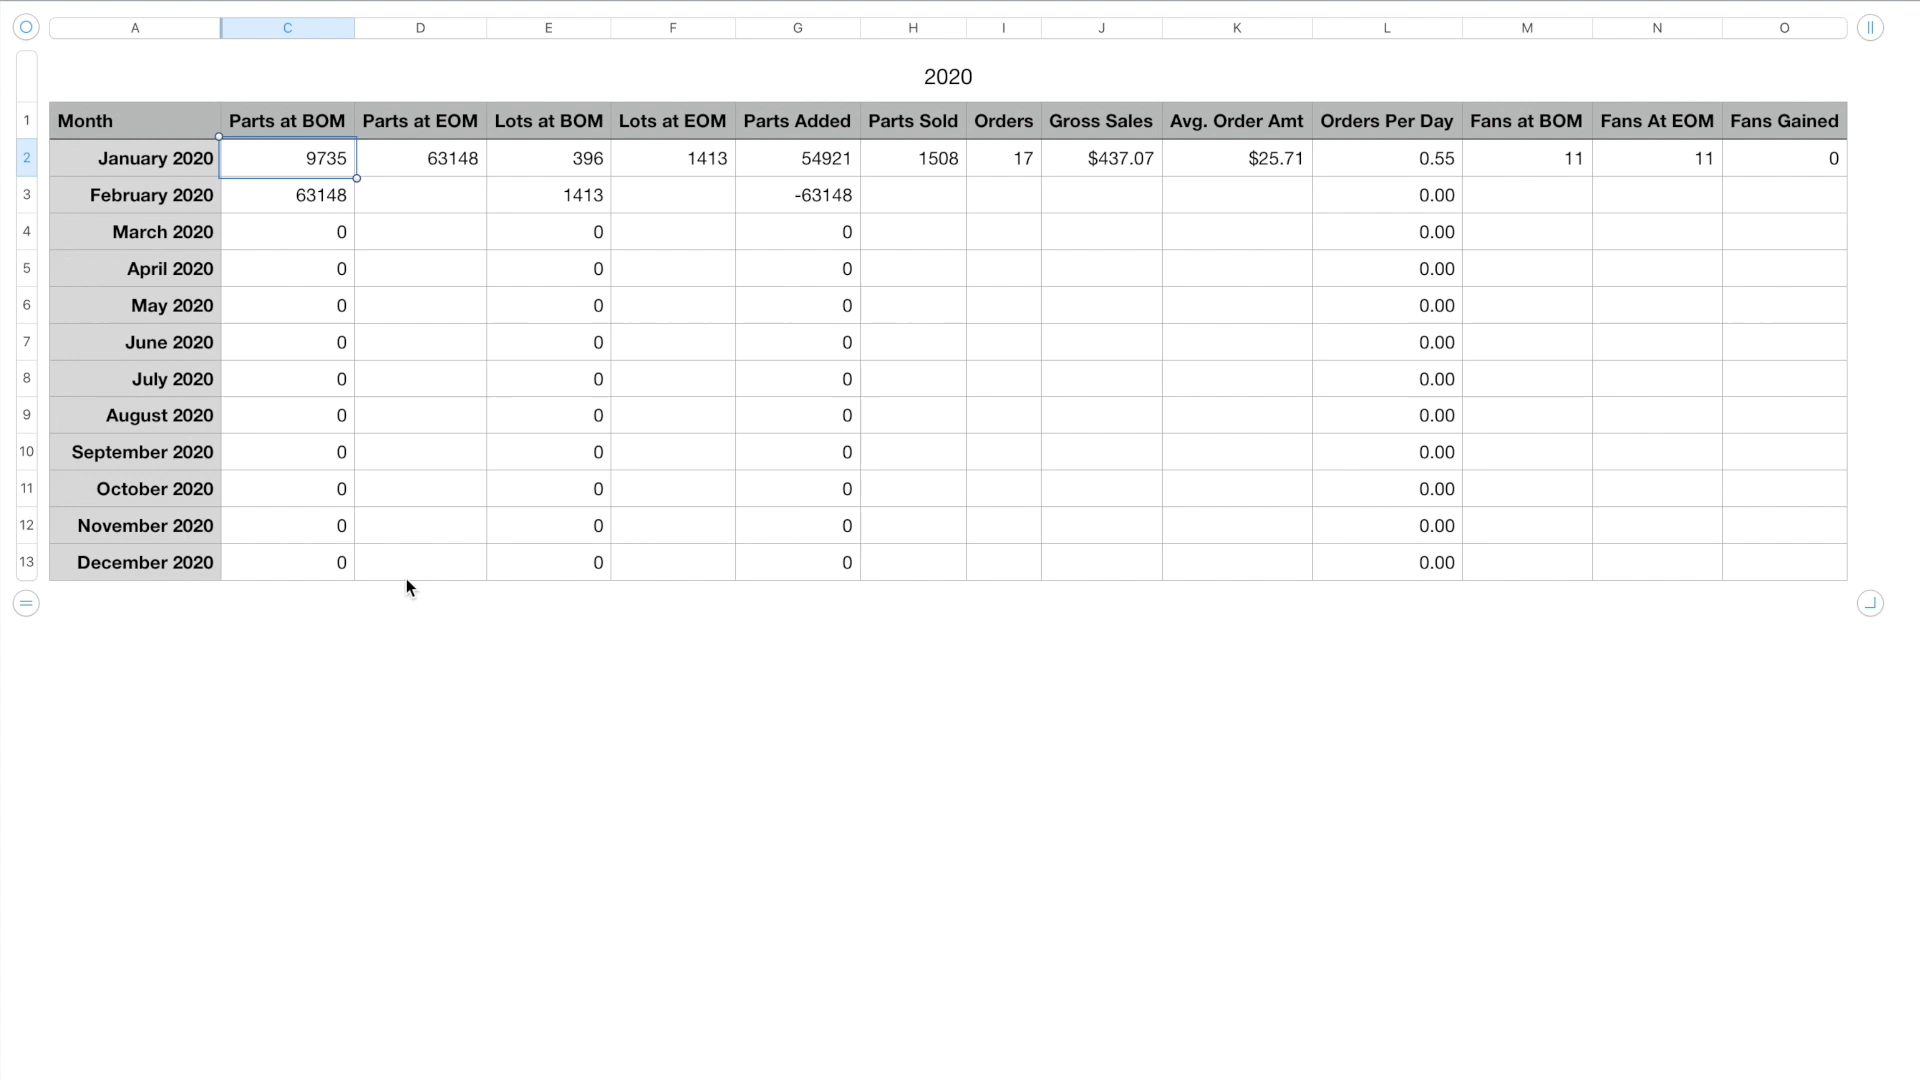 A C D E F G H I J K L M N O
2020
1 Month Parts at BOM Parts at EOM Lots at BOM Lots at EOM Parts Added Parts Sold Orders Gross Sales Avg. Order Amt Orders Per Day Fans at BOM Fans At EOM Fans Gained
2 January 2020 9735 63148 396 1413 54921 1508 17 $437.07 $25.71 0.55 11 11 0
3 February 2020 63148 1413 -63148 0.00
4 March 2020 0 0 0 0.00
5 April 2020 0 0 0 0.00
6 May 2020 0 0 0 0.00
7 June 2020 0 0 0 0.00
8 July 2020 0 0 0 0.00
9 August 2020 0 0 0 0.00
10 September 2020 0 0 0 0.00
11 October 2020 0 0 0 0.00
12 November 2020 0 0 0 0.00
13 December 2020 0 0 0 0.00